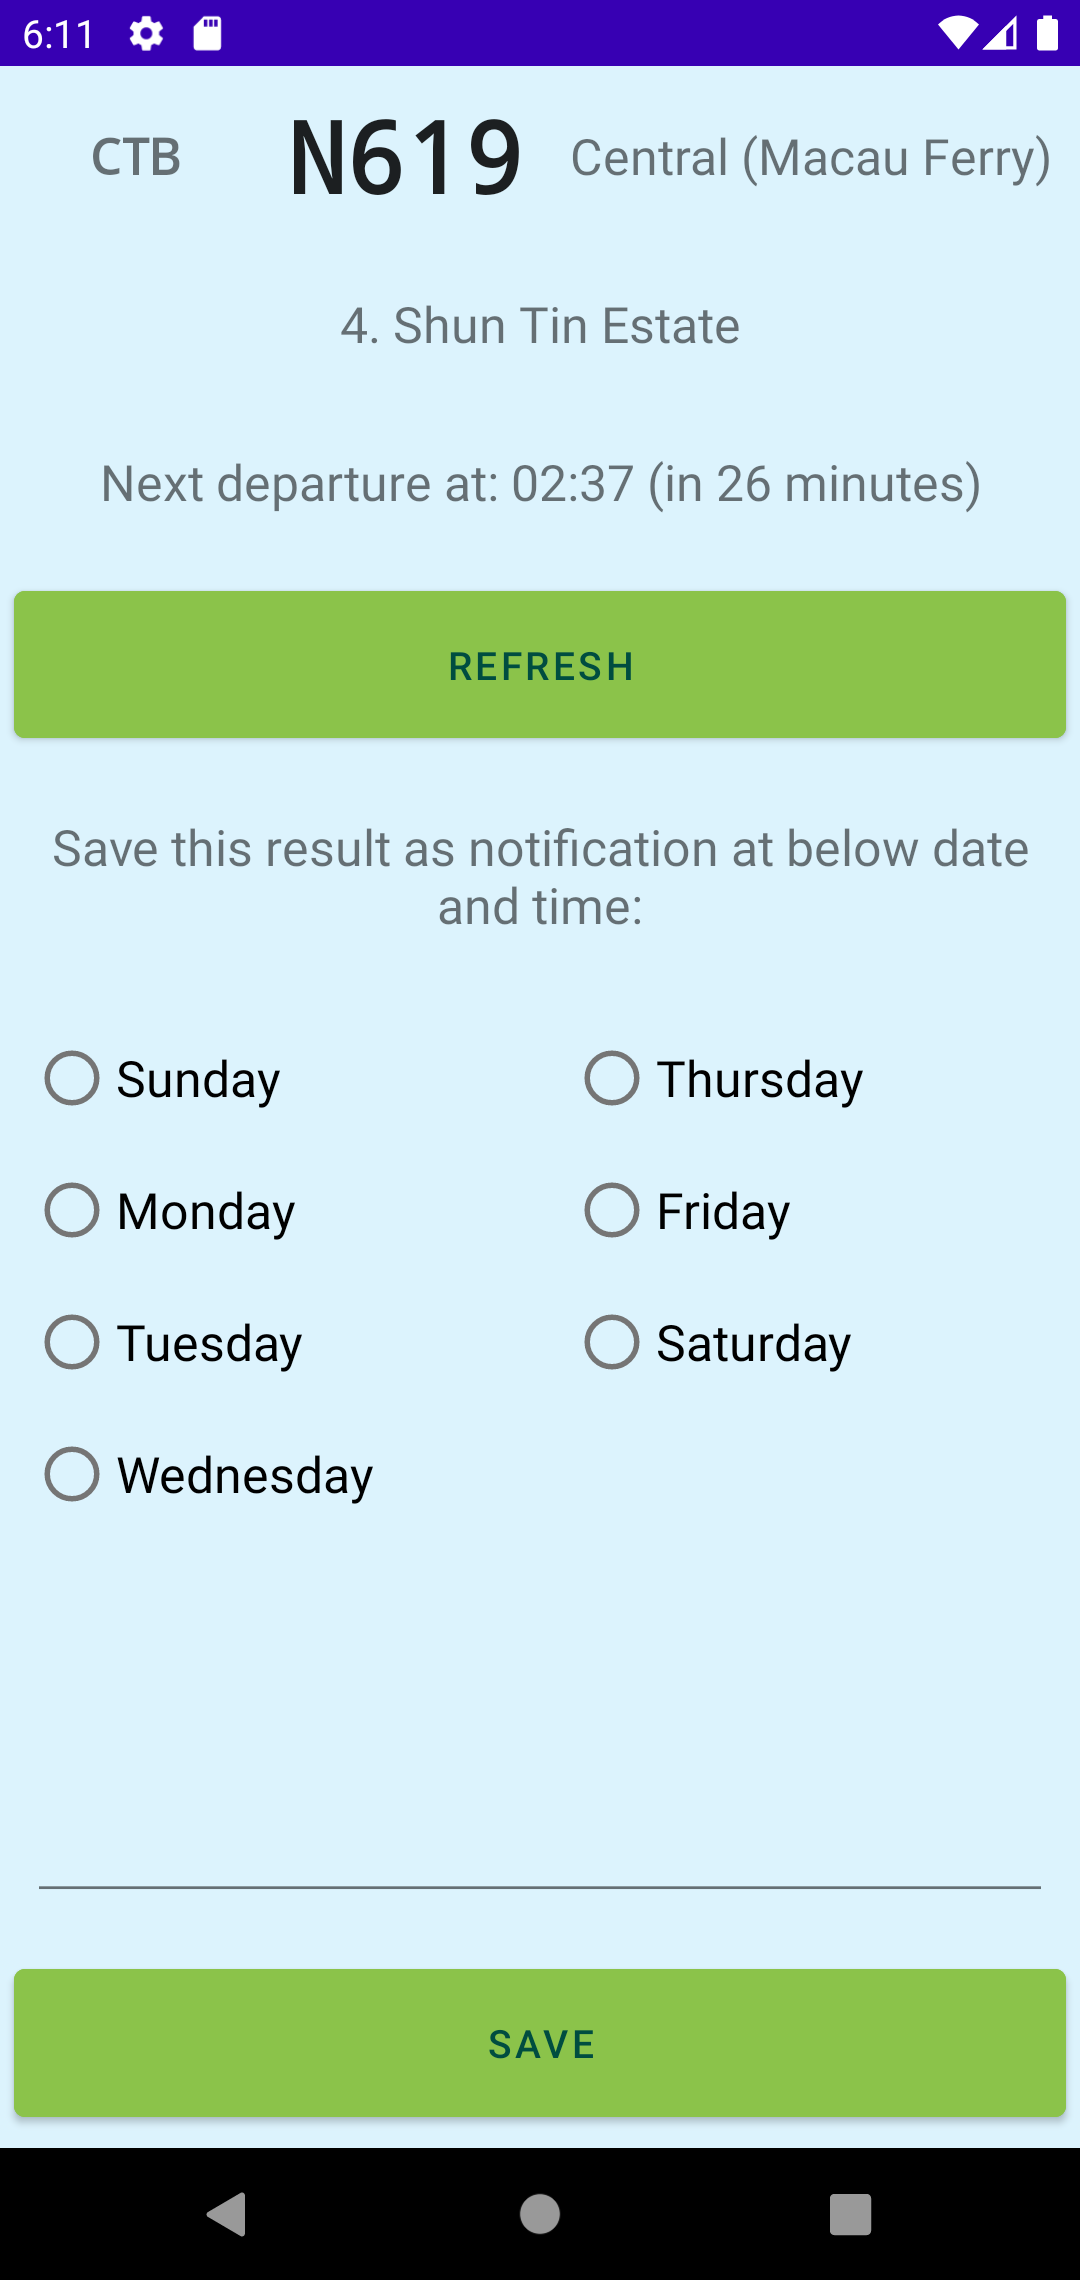 6:11
CTB N619 Central (Macau Ferry)
4. Shun Tin Estate
Next departure at: 02:37 (in 26 minutes)
REFRESH
Save this result as notification at below date
and time:
Sunday
Monday
Tuesday
Wednesday
Thursday
Friday
Saturday
SAVE